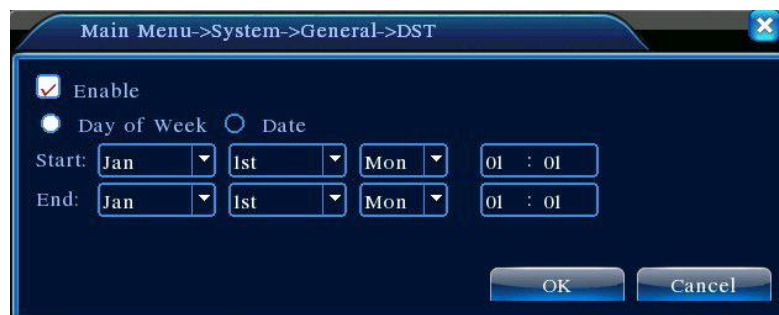 Main Menu->System->General->DST
Enable
Day of Week Date
Start: Jan 1st Mon 01 : 01
End: Jan 1st Mon 01 : 01
OK Cancel